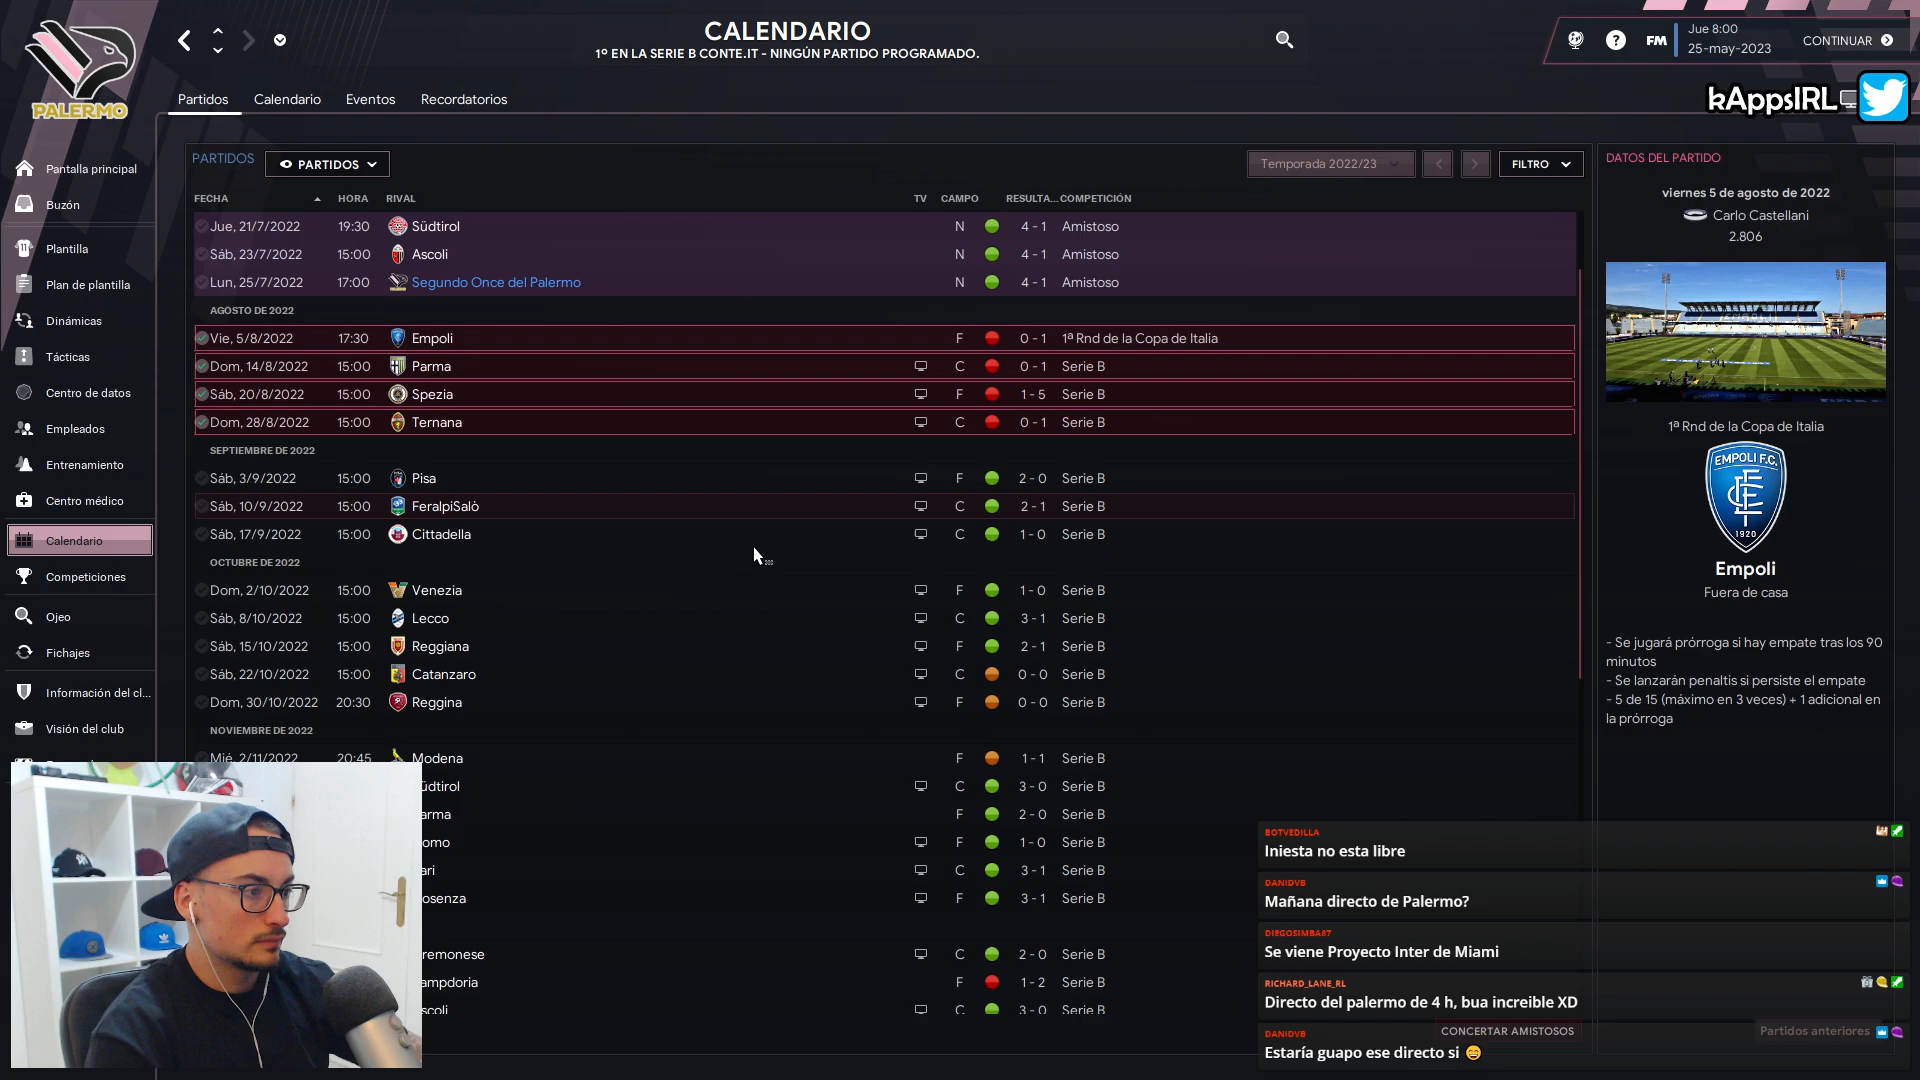 PALERMO
CALENDARIO
1º EN LA SERIE B CONTE.IT - NINGÚN PARTIDO PROGRAMADO.
FM
Jue 8:00
25-may-2023
CONTINUAR
kAppsIRL
Partidos
Calendario
Eventos
Recordatorios
Pantalla principal
Buzón
Plantilla
Plan de plantilla
Dinámicas
Tácticas
Centro de datos
Empleados
Entrenamiento
Centro médico
Calendario
Competiciones
Ojeo
Fichajes
Información del cl...
Visión del club
PARTIDOS
PARTIDOS
Temporada 2022/23
FILTRO
FECHA HORA RIVAL TV CAMPO RESULTA... COMPETICIÓN
Jue, 21/7/2022 19:30 Südtirol N 4 - 1 Amistoso
Sáb, 23/7/2022 15:00 Ascoli N 4 - 1 Amistoso
Lun, 25/7/2022 17:00 Segundo Once del Palermo N 4 - 1 Amistoso
AGOSTO DE 2022
Vie, 5/8/2022 17:30 Empoli F 0 - 1 1ª Rnd de la Copa de Italia
Dom, 14/8/2022 15:00 Parma C 0 - 1 Serie B
Sáb, 20/8/2022 15:00 Spezia F 1 - 5 Serie B
Dom, 28/8/2022 15:00 Ternana C 0 - 1 Serie B
SEPTIEMBRE DE 2022
Sáb, 3/9/2022 15:00 Pisa F 2 - 0 Serie B
Sáb, 10/9/2022 15:00 FeralpiSalò C 2 - 1 Serie B
Sáb, 17/9/2022 15:00 Cittadella C 1 - 0 Serie B
OCTUBRE DE 2022
Dom, 2/10/2022 15:00 Venezia F 1 - 0 Serie B
Sáb, 8/10/2022 15:00 Lecco C 3 - 1 Serie B
Sáb, 15/10/2022 15:00 Reggiana F 2 - 1 Serie B
Sáb, 22/10/2022 15:00 Catanzaro C 0 - 0 Serie B
Dom, 30/10/2022 20:30 Reggina F 0 - 0 Serie B
NOVIEMBRE DE 2022
Mié, 2/11/2022 20:45 Modena F 1 - 1 Serie B
üdtirol C 3 - 0 Serie B
arma F 2 - 0 Serie B
omo F 1 - 0 Serie B
ari C 3 - 1 Serie B
osenza F 3 - 1 Serie B
remonese C 2 - 0 Serie B
ampdoria F 1 - 2 Serie B
scoli C 3 - 0 Serie B
DATOS DEL PARTIDO
viernes 5 de agosto de 2022
Carlo Castellani
2.806
1ª Rnd de la Copa de Italia
EMPOLI F.C.
1920
Empoli
Fuera de casa
- Se jugará prórroga si hay empate tras los 90
minutos
- Se lanzarán penaltis si persiste el empate
- 5 de 15 (máximo en 3 veces) + 1 adicional en
la prórroga
BOTVEDILLA
Iniesta no esta libre
DANIDVB
Mañana directo de Palermo?
DIEGOSIMBA87
Se viene Proyecto Inter de Miami
RICHARD_LANE_RL
Directo del palermo de 4 h, bua increible XD
DANIDVB
Estaría guapo ese directo si 😄
CONCERTAR AMISTOSOS
Partidos anteriores